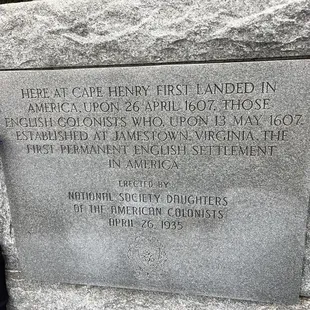 HERE AT CAPE HENRY FIRST LANDED IN
AMERICA, UPON 26 APRIL 1607, THOSE
ENGLISH COLONISTS WHO, UPON 13 MAY 1607
ESTABLISHED AT JAMESTOWN, VIRGINIA, THE
FIRST PERMANENT ENGLISH SETTLEMENT
IN AMERICA
ERECTED BY
NATIONAL SOCIETY DAUGHTERS
OF THE AMERICAN COLONISTS
APRIL 26, 1935